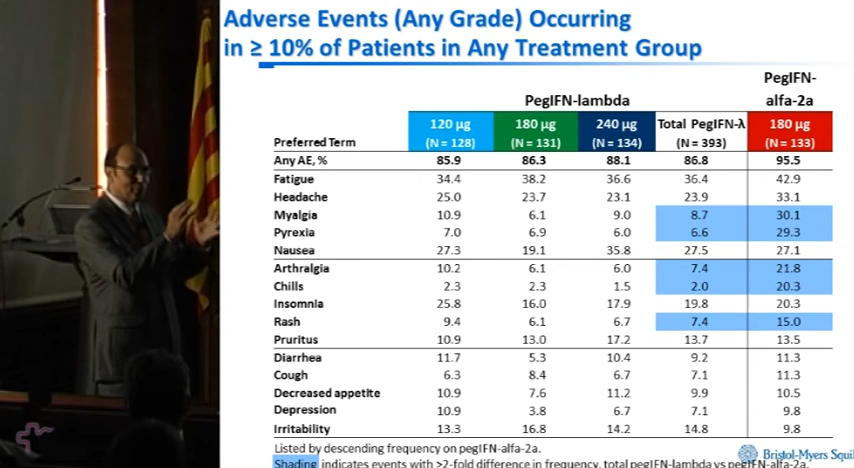 Adverse Events (Any Grade) Occurring
in ≥ 10% of Patients in Any Treatment Group
PegIFN-
PegIFN-lambda alfa-2a
120 µg 180 µg 240 µg Total PegIFN-λ 180 µg
Preferred Term (N = 128) (N = 131) (N = 134) (N = 393) (N = 133)
Any AE, % 85.9 86.3 88.1 86.8 95.5
Fatigue 34.4 38.2 36.6 36.4 42.9
Headache 25.0 23.7 23.1 23.9 33.1
Myalgia 10.9 6.1 9.0 8.7 30.1
Pyrexia 7.0 6.9 6.0 6.6 29.3
Nausea 27.3 19.1 35.8 27.5 27.1
Arthralgia 10.2 6.1 6.0 7.4 21.8
Chills 2.3 2.3 1.5 2.0 20.3
Insomnia 25.8 16.0 17.9 19.8 20.3
Rash 9.4 6.1 6.7 7.4 15.0
Pruritus 10.9 13.0 17.2 13.7 13.5
Diarrhea 11.7 5.3 10.4 9.2 11.3
Cough 6.3 8.4 6.7 7.1 11.3
Decreased appetite 10.9 7.6 11.2 9.9 10.5
Depression 10.9 3.8 6.7 7.1 9.8
Irritability 13.3 16.8 14.2 14.8 9.8
Listed by descending frequency on pegIFN-alfa-2a.
Bristol-Myers Squi
Shading indicates events with >2-fold difference in frequency, total pegIFN-lambda vs pegIFN-alfa-2a.